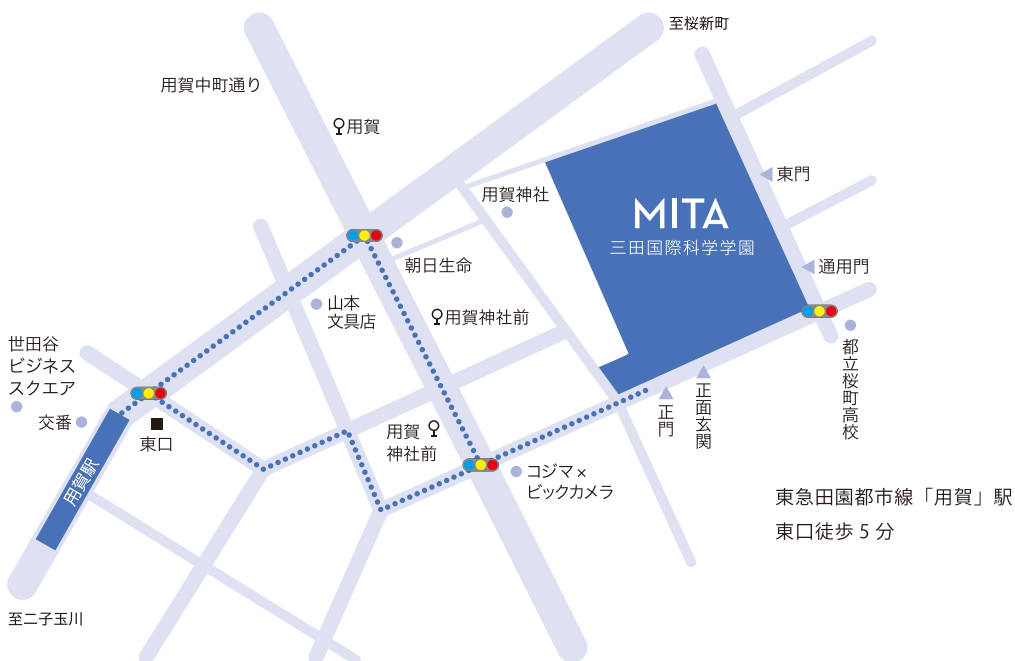 至桜新町
用賀中町通り
用賀
東門
用賀神社
MITA
三田国際科学学園
朝日生命
通用門
山本
文具店
用賀神社前
世田谷
ビジネス
スクエア
都立桜町高校
正門
正面玄関
交番
東口
用賀
神社前
用賀駅
コジマ×
ビックカメラ
東急田園都市線「用賀」駅
東口徒歩 5 分
至二子玉川